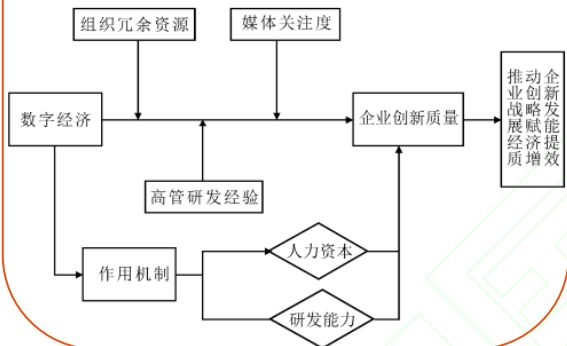 组织冗余资源
媒体关注度
数字经济
企业创新质量
推动企
业创新
战略发
展赋能
经济提
质增效
高管研发经验
作用机制
人力资本
研发能力